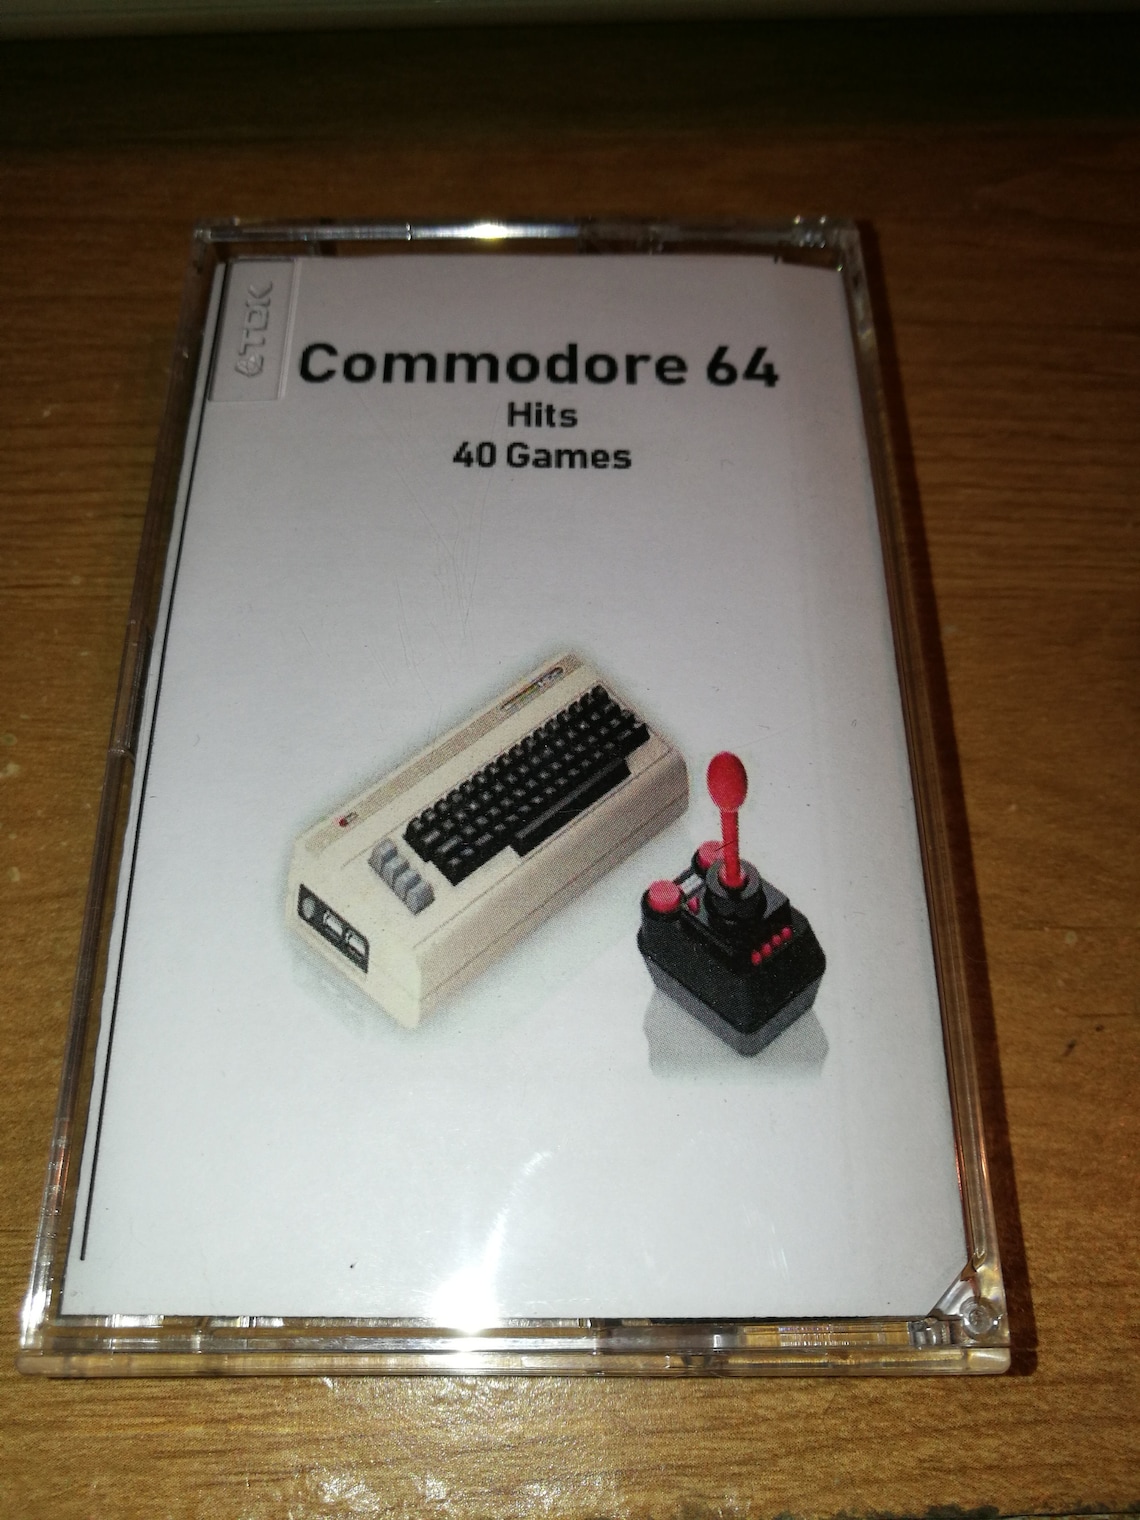 TDK
Commodore 64
Hits
40 Games